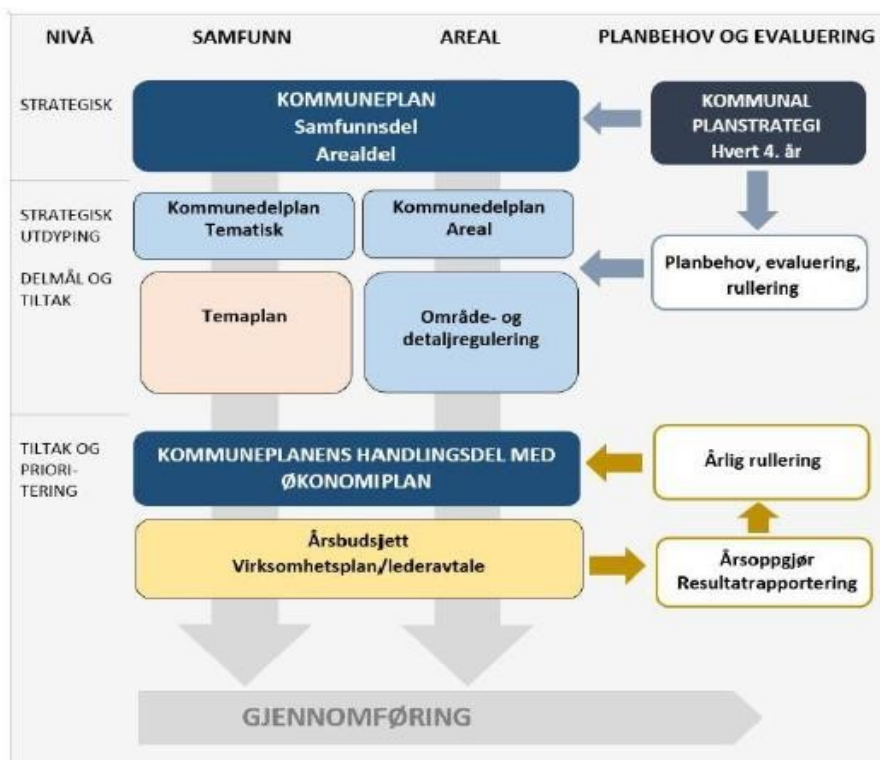 NIVÅ
SAMFUNN
AREAL
PLANBEHOV OG EVALUERING
STRATEGISK
KOMMUNEPLAN
Samfunnsdel
Arealdel
KOMMUNAL
PLANSTRATEGI
Hvert 4. år
STRATEGISK
UTDYPING
Kommunedelplan
Tematisk
Kommunedelplan
Areal
Planbehov, evaluering,
rullering
DELMÅL OG
TILTAK
Temaplan
Område- og
detaljregulering
TILTAK OG
PRIORI-
TERING
KOMMUNEPLANENS HANDLINGSDEL MED
ØKONOMIPLAN
Årlig rullering
Årsbudsjett
Virksomhetsplan/lederavtale
Årsoppgjør
Resultatrapportering
GJENNOMFØRING